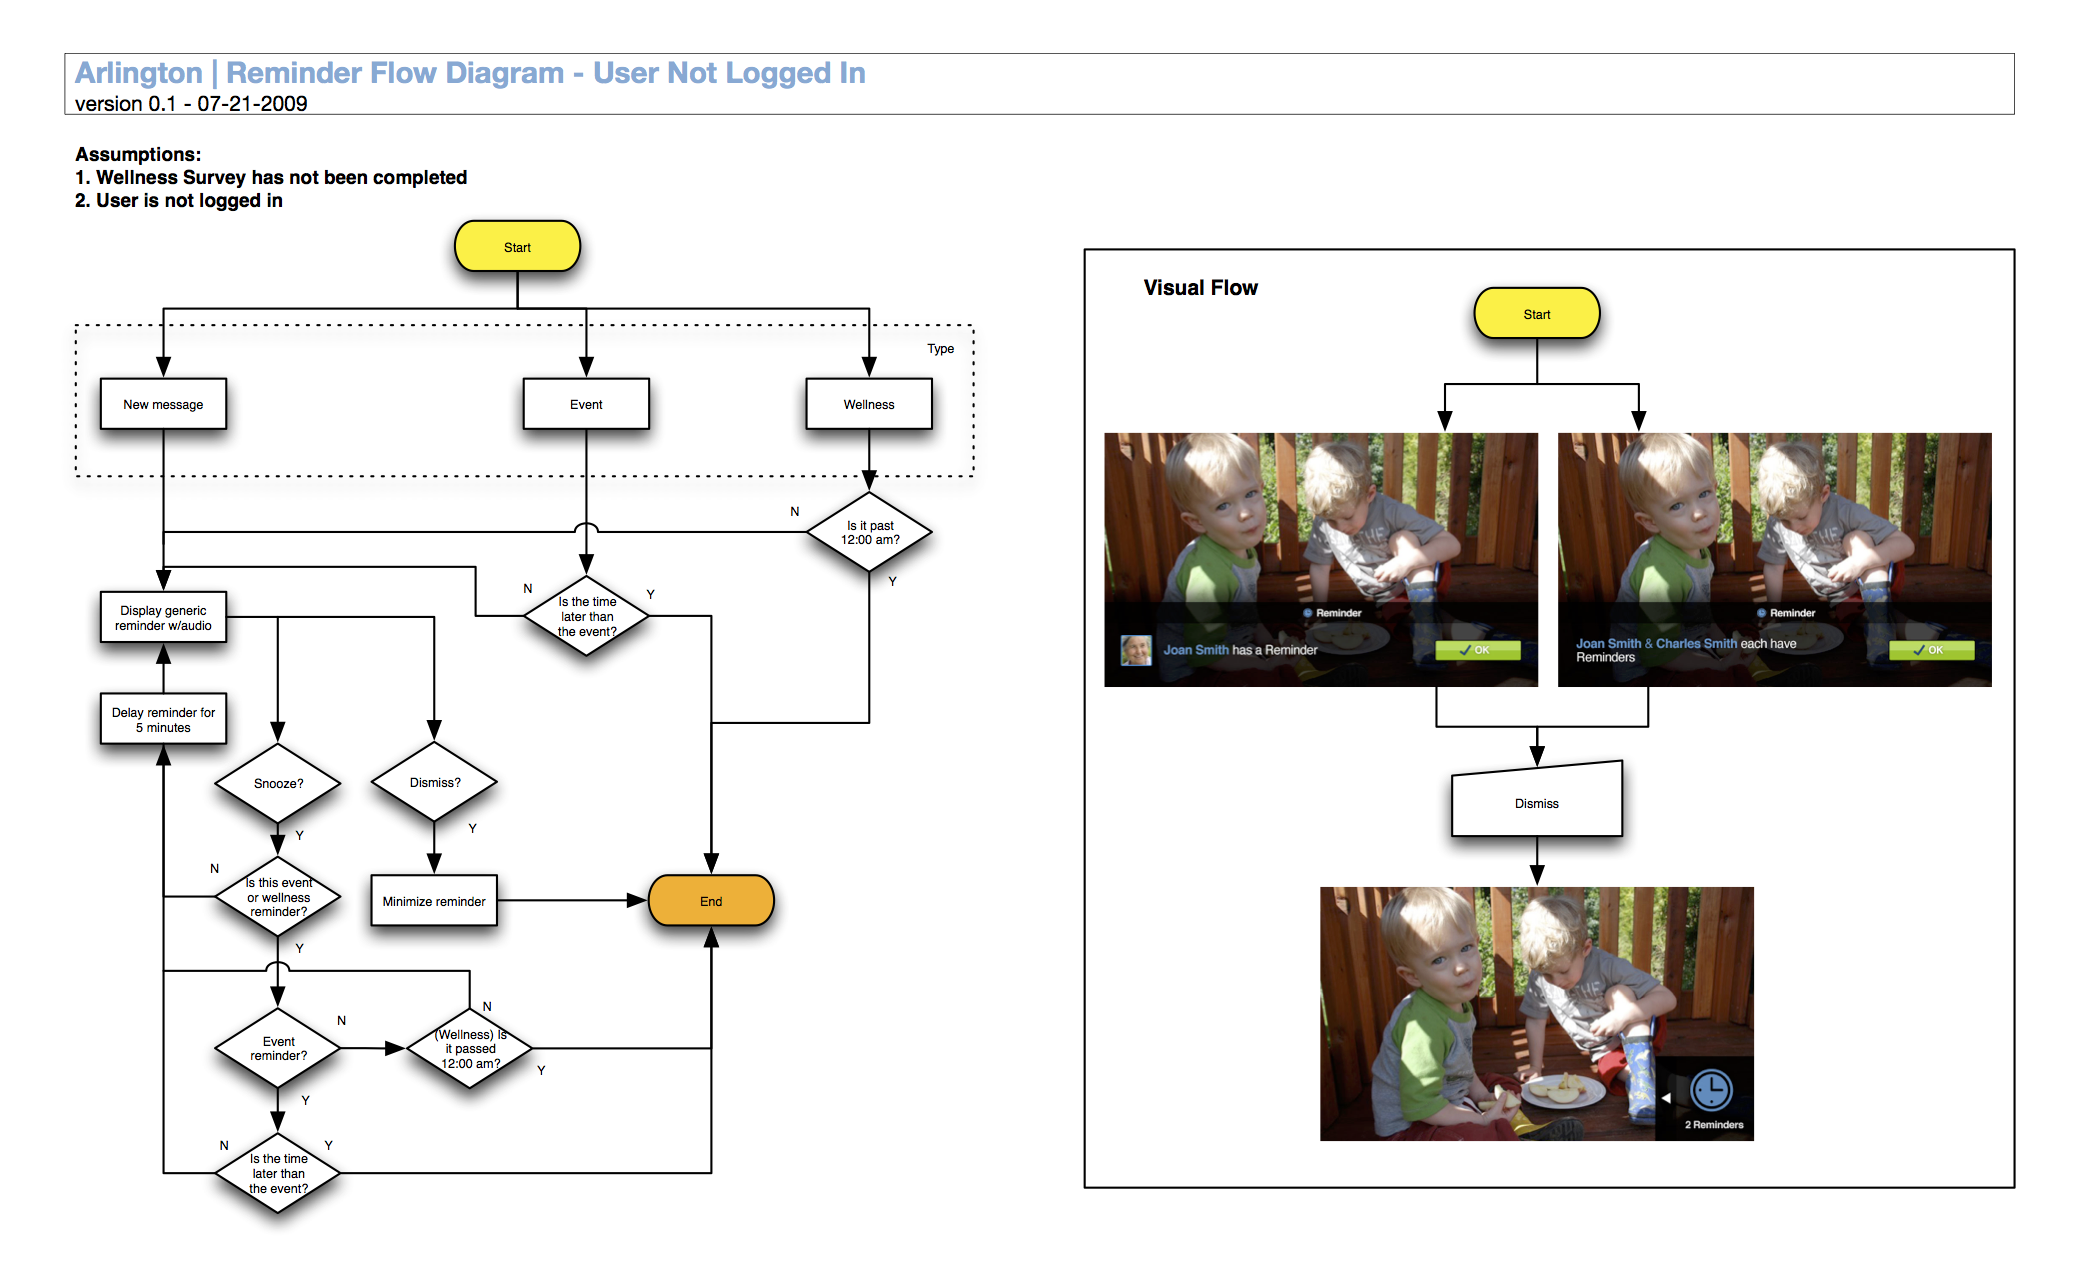 Arlington | Reminder Flow Diagram - User Not Logged In
version 0.1 - 07-21-2009
Assumptions:
1. Wellness Survey has not been completed
2. User is not logged in
Start
Type
New message
Event
Wellness
N
Is it past
12:00 am?
Y
N
Is the time
later than
the event?
Y
Display generic
reminder w/audio
Delay reminder for
5 minutes
Snooze?
Y
Dismiss?
Y
N
Is this event
or wellness
reminder?
Y
Minimize reminder
End
Event
reminder?
N
Y
N
(Wellness) Is
it passed
12:00 am?
Y
N
Y
Is the time
later than
the event?
Visual Flow
Start
Reminder
Joan Smith has a Reminder
OK
Reminder
Joan Smith & Charles Smith each have
Reminders
OK
Dismiss
2 Reminders